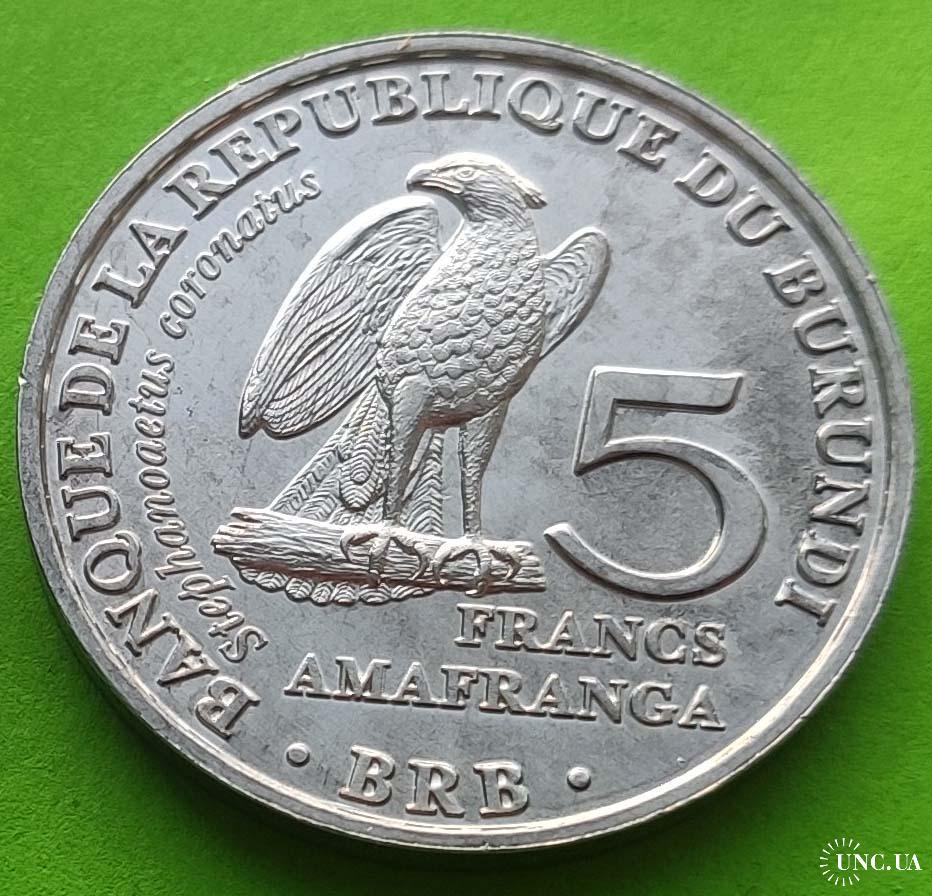 BANQUE DE LA REPUBLIQUE DU BURUNDI
Stephanoaetus coronatus
5
FRANCS
AMAFRANGA
· BRB ·
UNC.UA